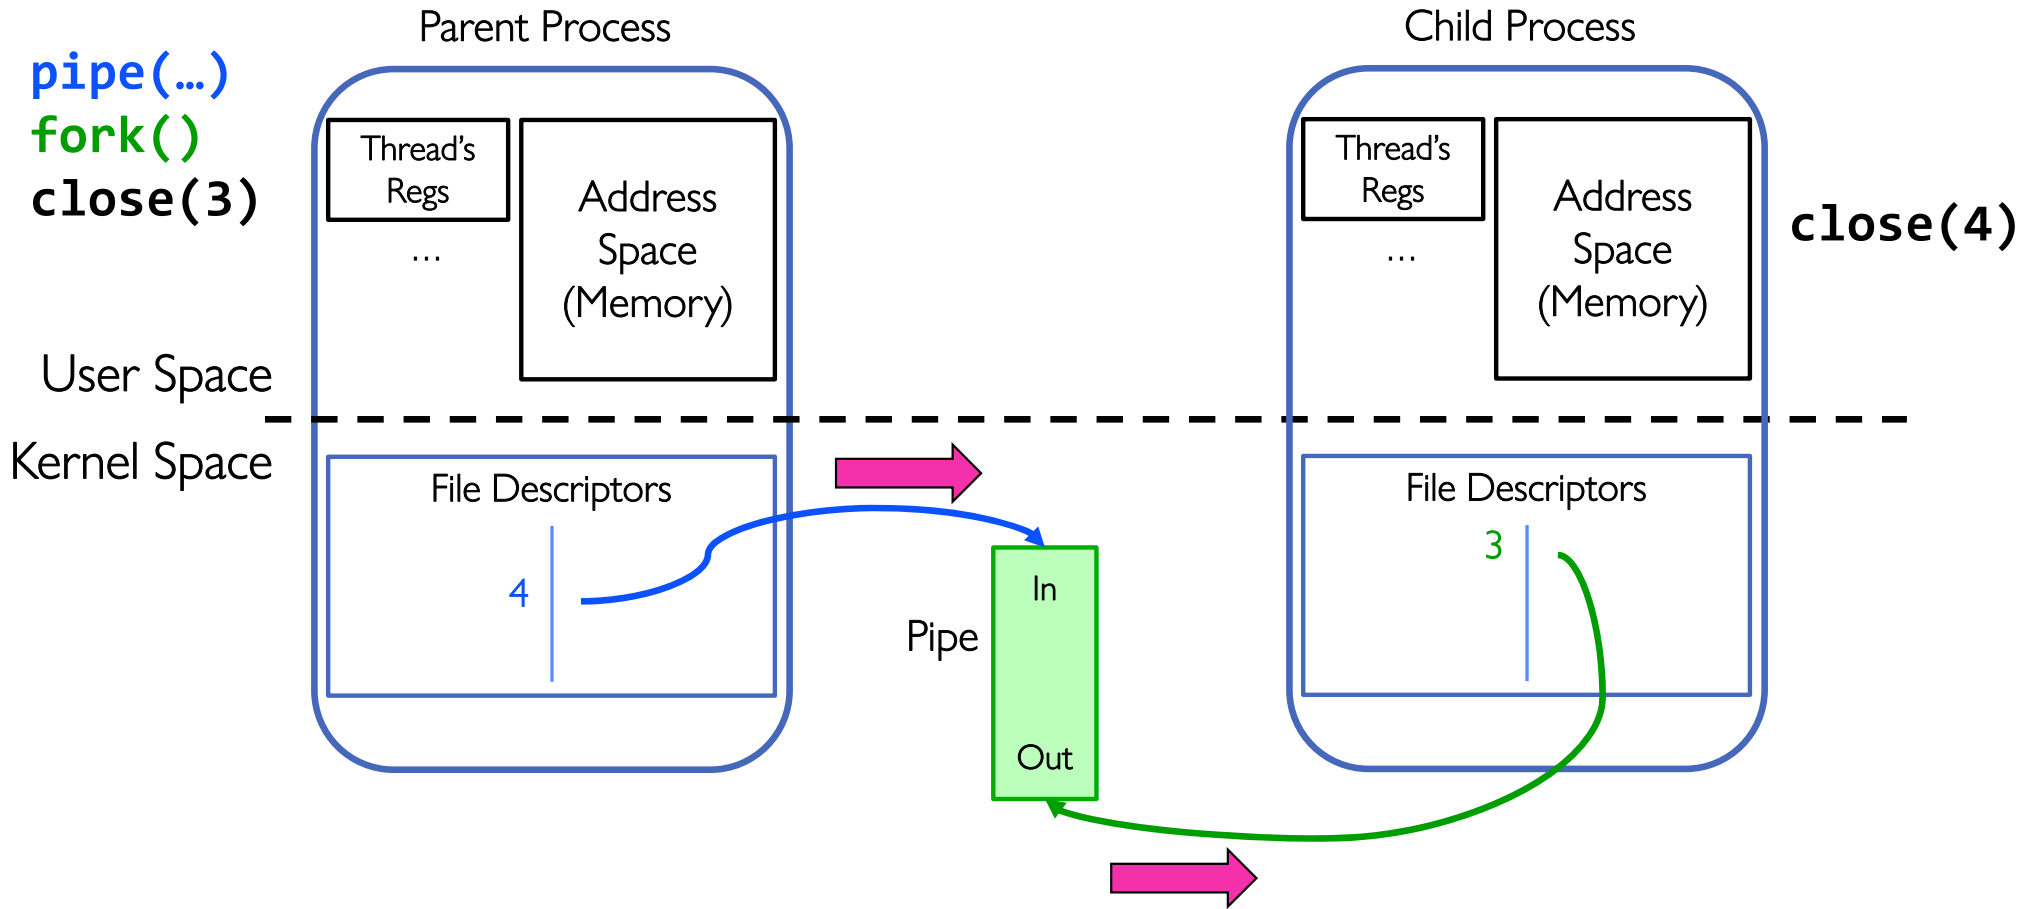 Parent Process
Child Process
pipe(…)
fork()
close(3)
Thread's
Regs
…
Address
Space
(Memory)
Thread's
Regs
…
Address
Space
(Memory)
close(4)
User Space
Kernel Space
File Descriptors
4
Pipe
In
Out
File Descriptors
3